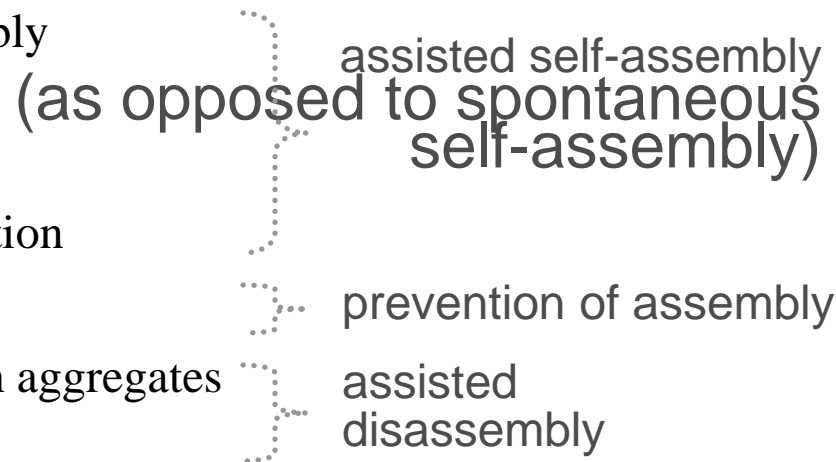 bly
assisted self-assembly
(as opposed to spontaneous
self-assembly)
tion
prevention of assembly
n aggregates
assisted
disassembly